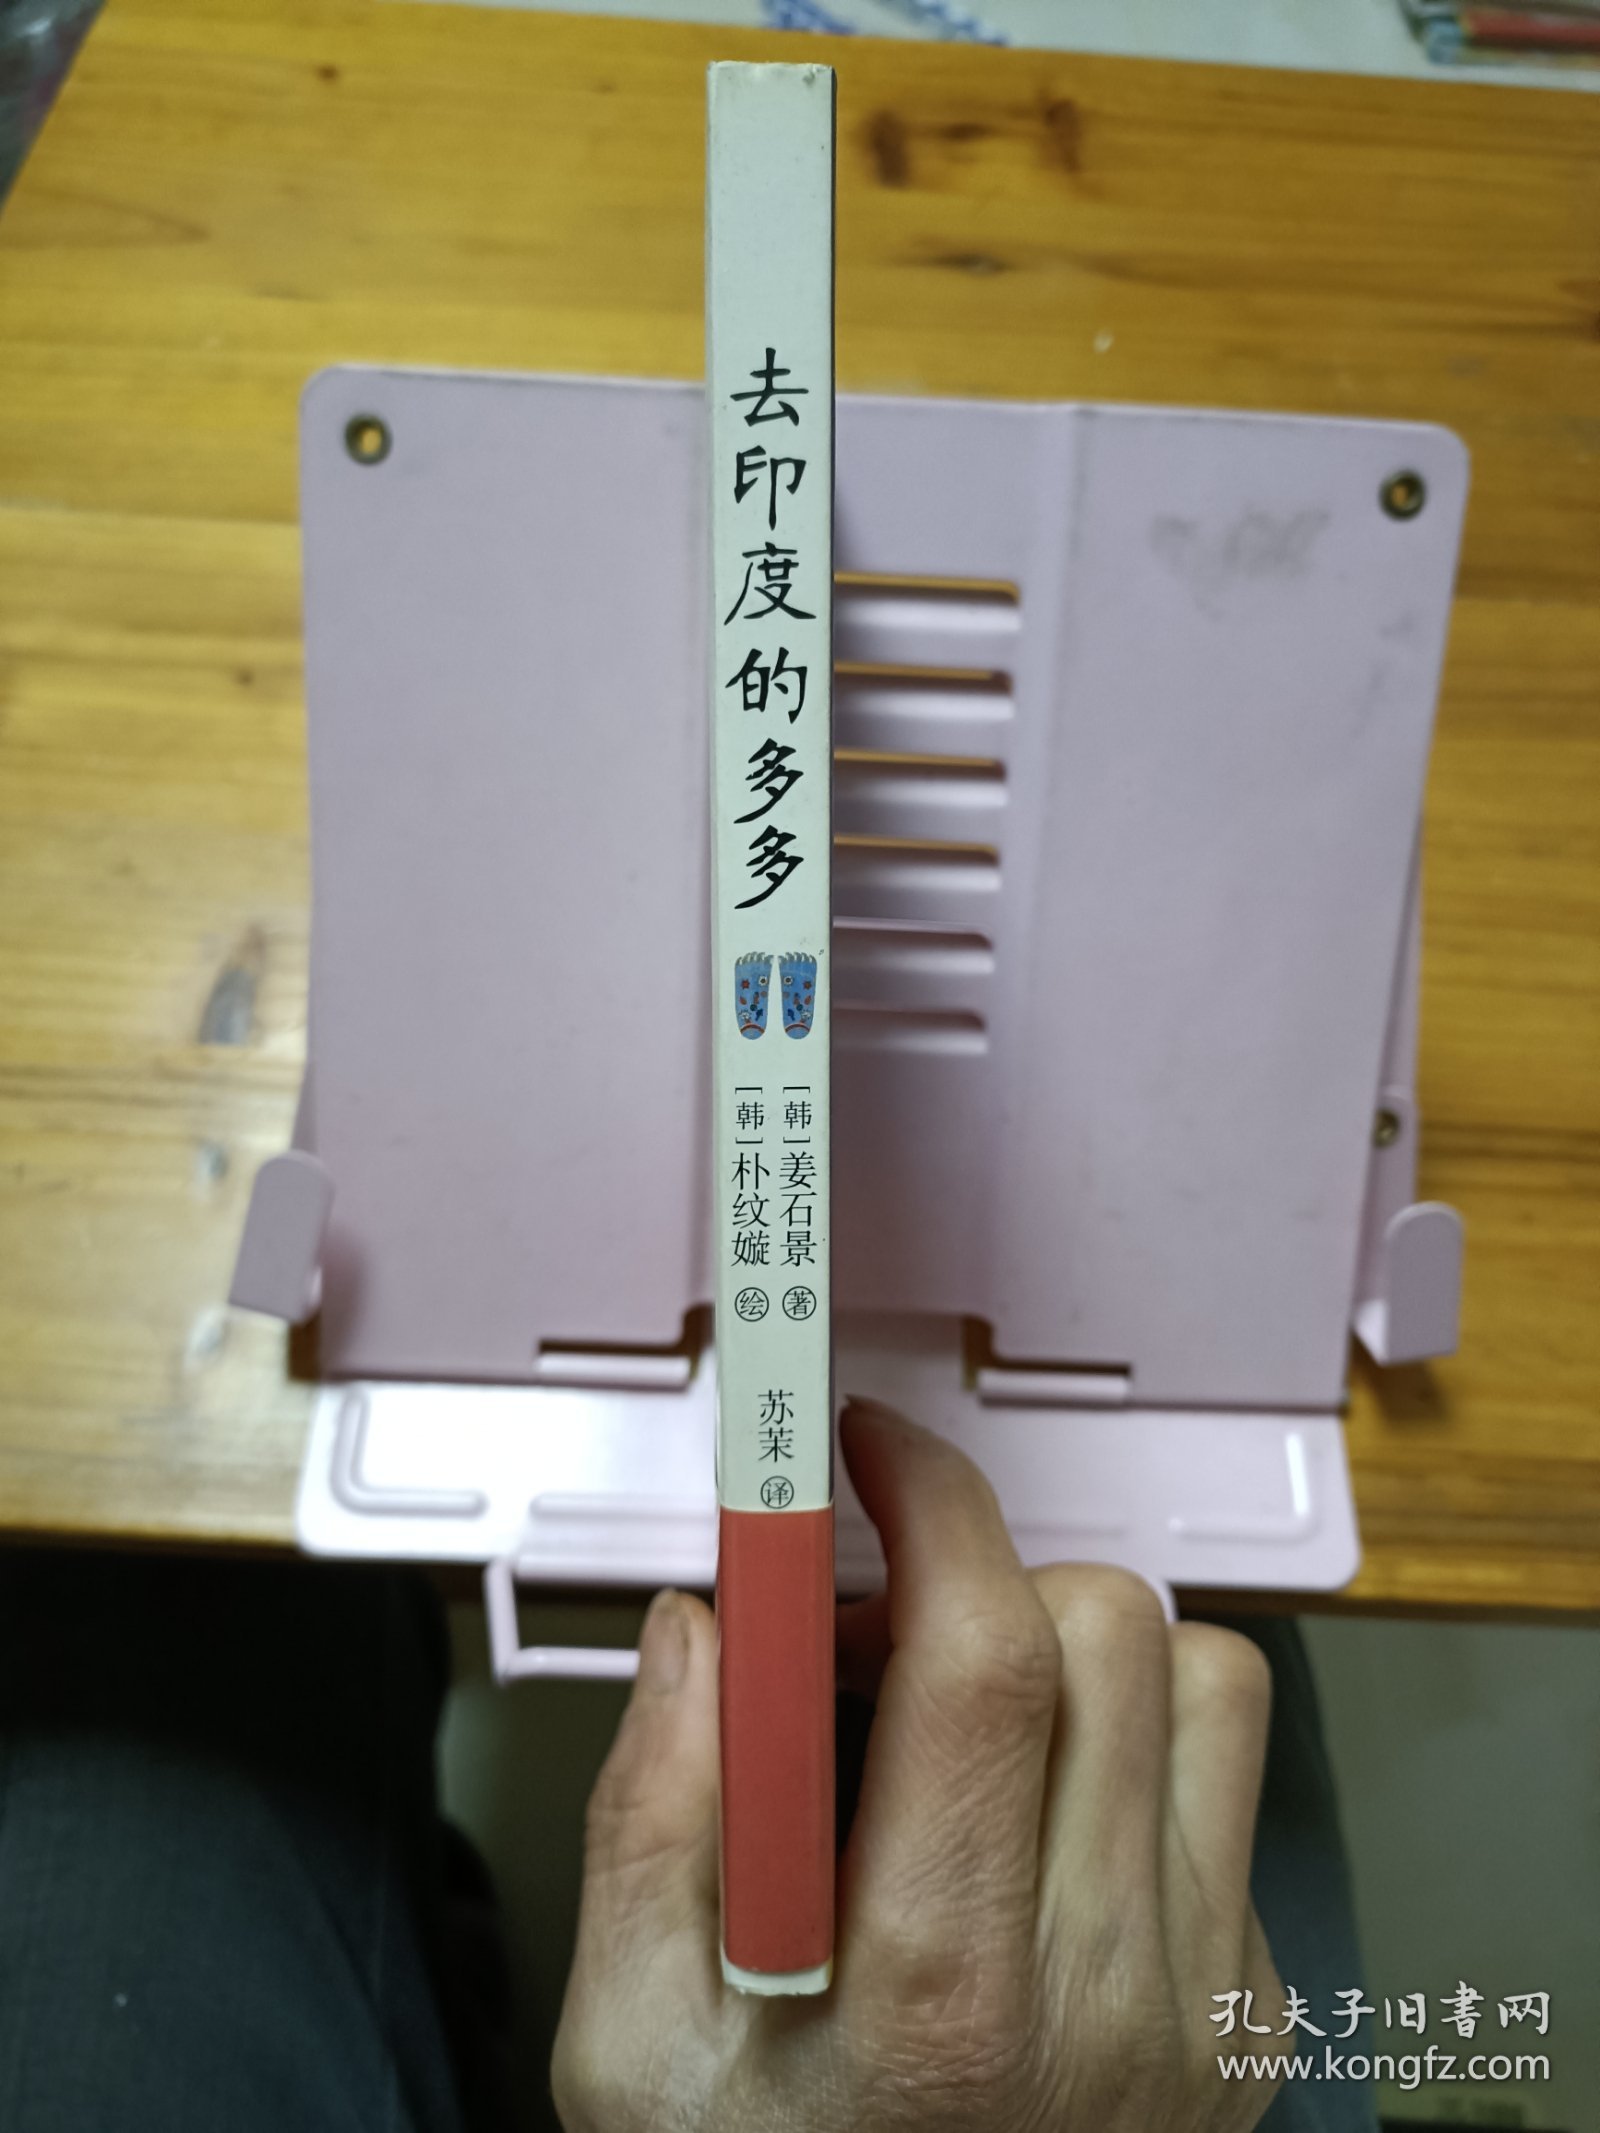 去印度的多多
[韩]姜石景 著
[韩]朴纹嫙 绘
苏茉 译
孔夫子旧书网
www.kongfz.com